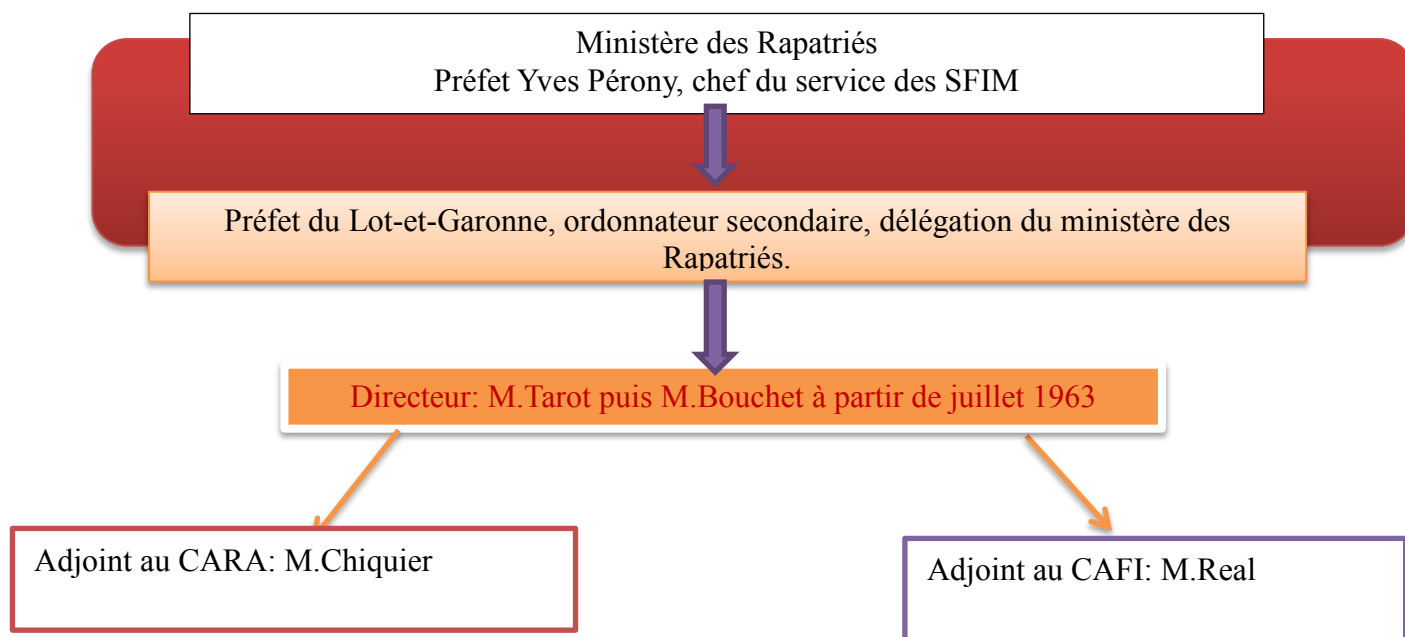 Ministère des Rapatriés
Préfet Yves Pérony, chef du service des SFIM
Préfet du Lot-et-Garonne, ordonnateur secondaire, délégation du ministère des
Rapatriés.
Directeur: M.Tarot puis M.Bouchet à partir de juillet 1963
Adjoint au CARA: M.Chiquier
Adjoint au CAFI: M.Real